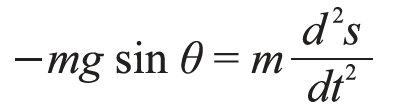 −mg sin θ = m d²s/dt²